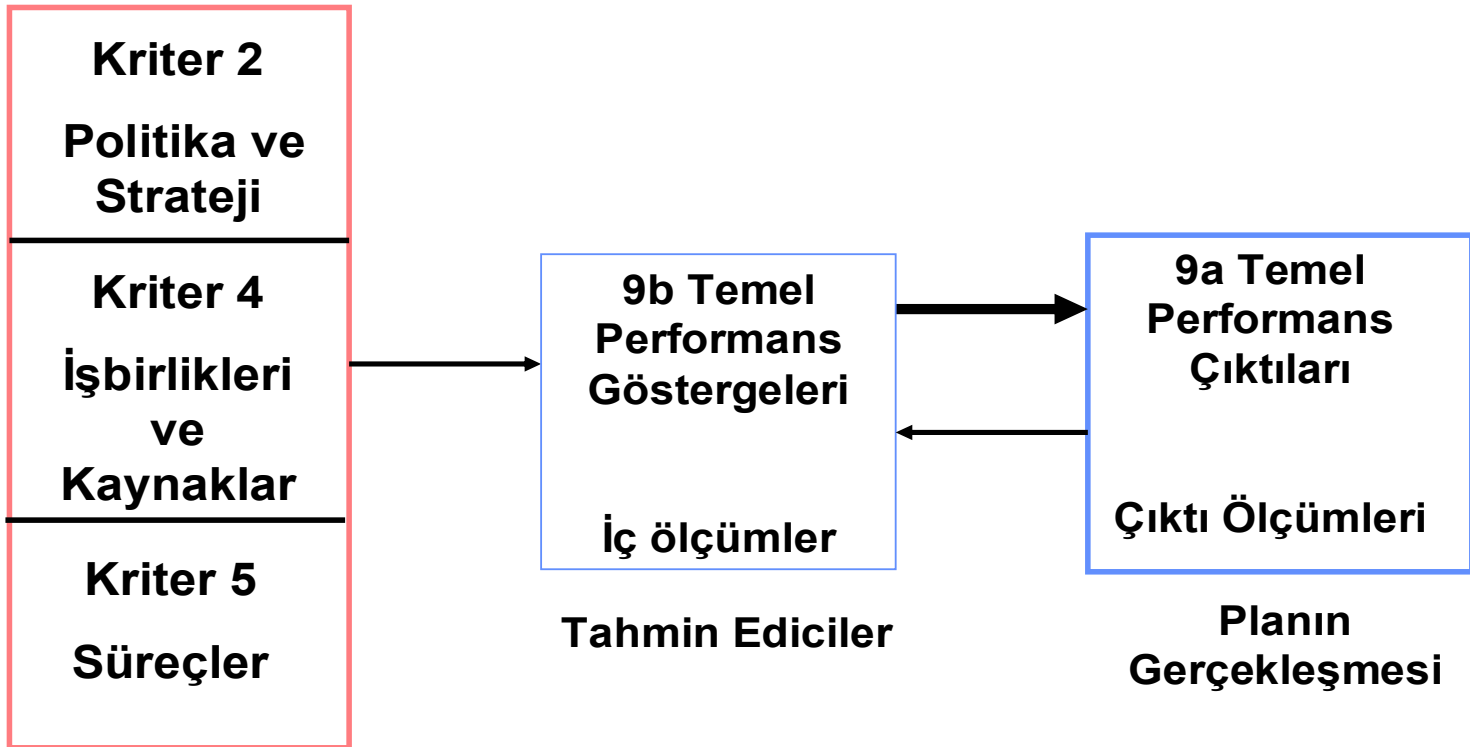 Kriter 2
Politika ve
Strateji
Kriter 4
İşbirlikleri
ve
Kaynaklar
Kriter 5
Süreçler
9b Temel
Performans
Göstergeleri
İç ölçümler
Tahmin Ediciler
9a Temel
Performans
Çıktıları
Çıktı Ölçümleri
Planın
Gerçekleşmesi